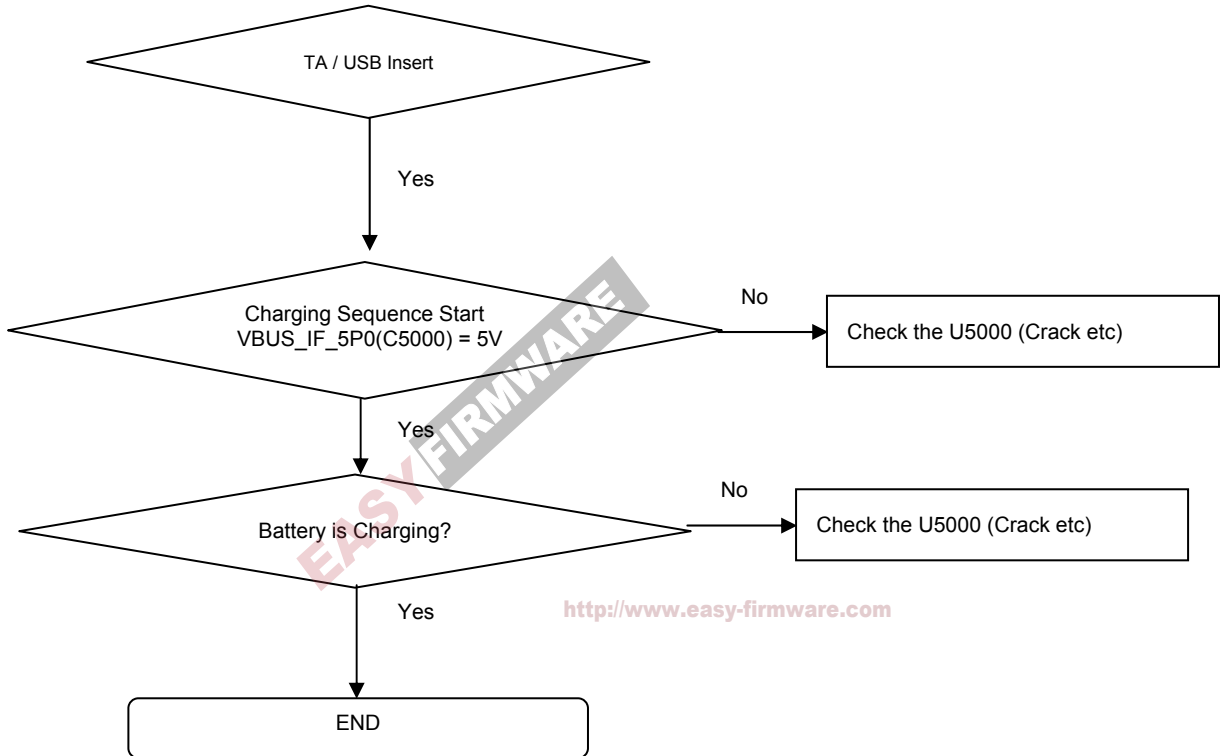 TA / USB Insert
Yes
Charging Sequence Start
VBUS_IF_5P0(C5000) = 5V
No
Check the U5000 (Crack etc)
Yes
Battery is Charging?
No
Check the U5000 (Crack etc)
Yes
END
EASY FIRMWARE
http://www.easy-firmware.com